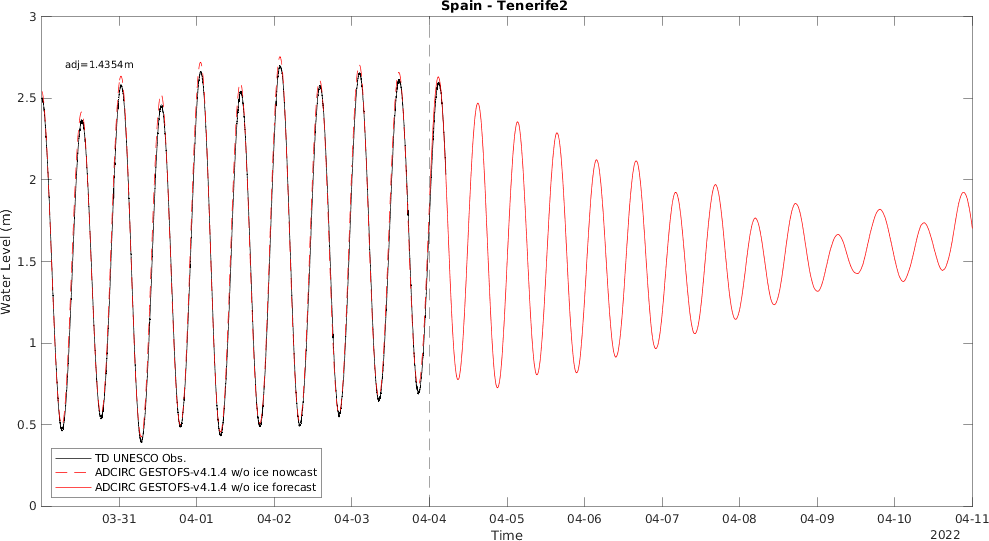 Spain - Tenerife2
3
2.5
2
1.5
1
0.5
0
Water Level (m)
adj=1.4354m
TD UNESCO Obs.
ADCIRC GESTOFS-v4.1.4 w/o ice nowcast
ADCIRC GESTOFS-v4.1.4 w/o ice forecast
03-31 04-01 04-02 04-03 04-04 04-05 04-06 04-07 04-08 04-09 04-10 04-11
Time
2022